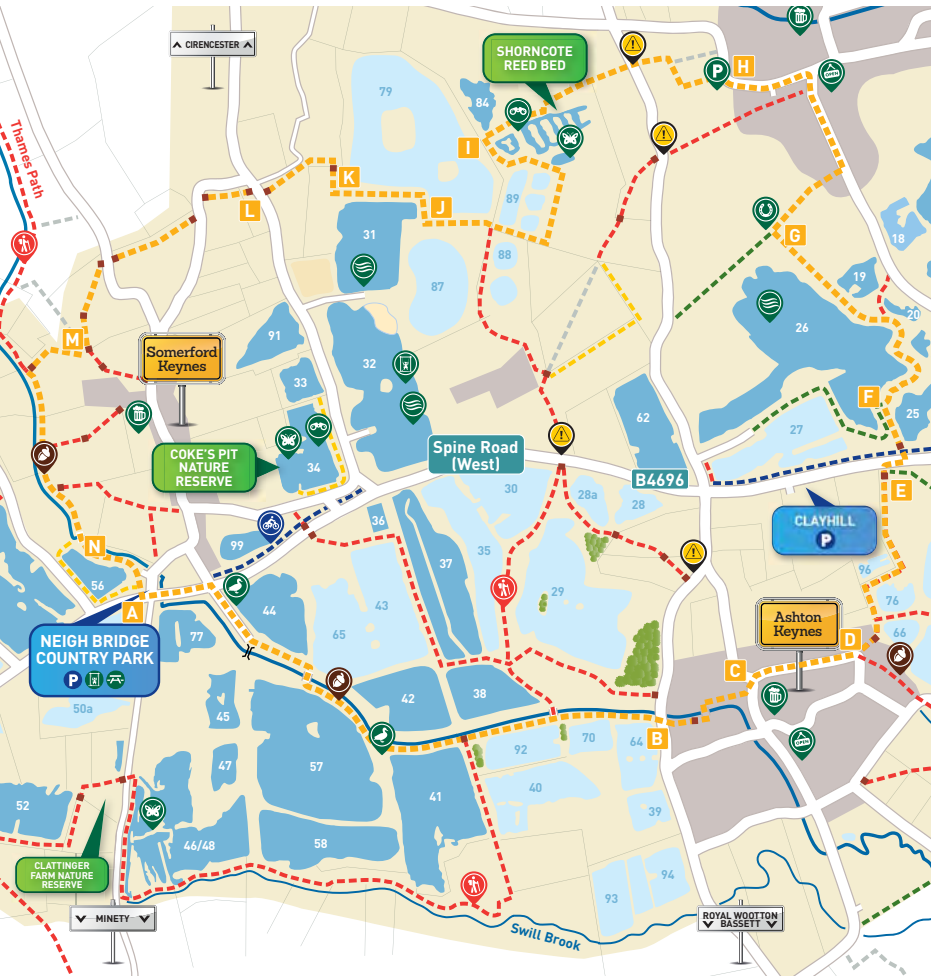 CIRENCESTER
SHORNCOTE
REED BED
H
P
OPEN
79
84
I
Thames Path
K
L
J
89
31
88
87
G
18
19
20
26
M
Somerford
Keynes
91
33
32
62
F
25
27
COKE'S PIT
NATURE
RESERVE
34
Spine Road
(West)
B4696
30
28a
28
E
CLAYHILL
P
36
99
N
56
A
35
37
29
96
76
66
Ashton
Keynes
D
C
NEIGH BRIDGE
COUNTRY PARK
P
44
43
77
65
50a
45
42
38
B
47
57
92
70
64
40
41
39
52
46/48
58
CLATTINGER
FARM NATURE
RESERVE
OPEN
94
93
MINETY
Swill Brook
ROYAL WOOTTON
BASSETT